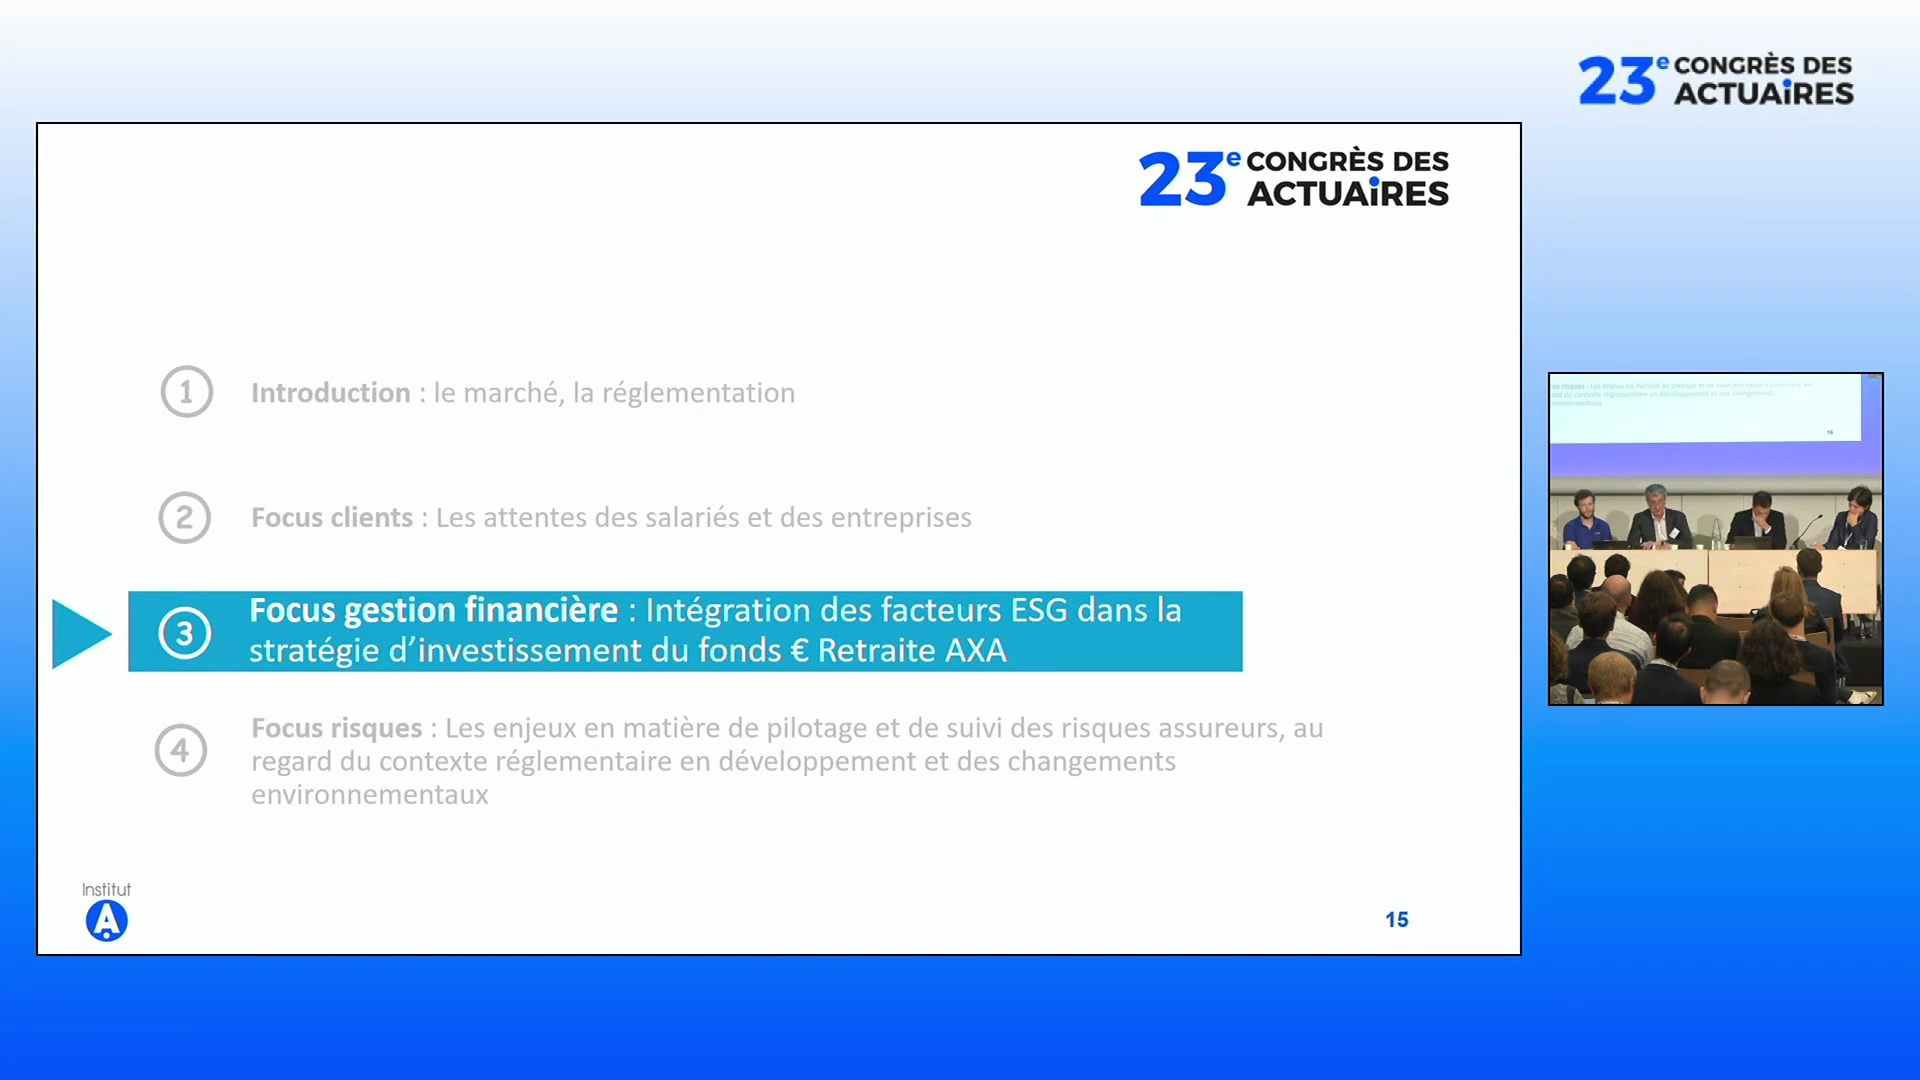 23e CONGRÈS DES
ACTUAiRES
23e CONGRÈS DES
ACTUAiRES
1 Introduction : le marché, la réglementation
2 Focus clients : Les attentes des salariés et des entreprises
3 Focus gestion financière : Intégration des facteurs ESG dans la
stratégie d’investissement du fonds € Retraite AXA
4 Focus risques : Les enjeux en matière de pilotage et de suivi des risques assureurs, au
regard du contexte réglementaire en développement et des changements
environnementaux
Institut
A
15